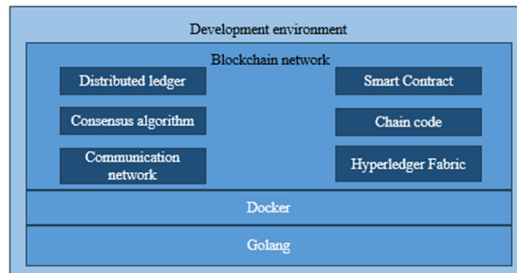 Development environment
Blockchain network
Distributed ledger
Smart Contract
Consensus algorithm
Chain code
Communication
network
Hyperledger Fabric
Docker
Golang